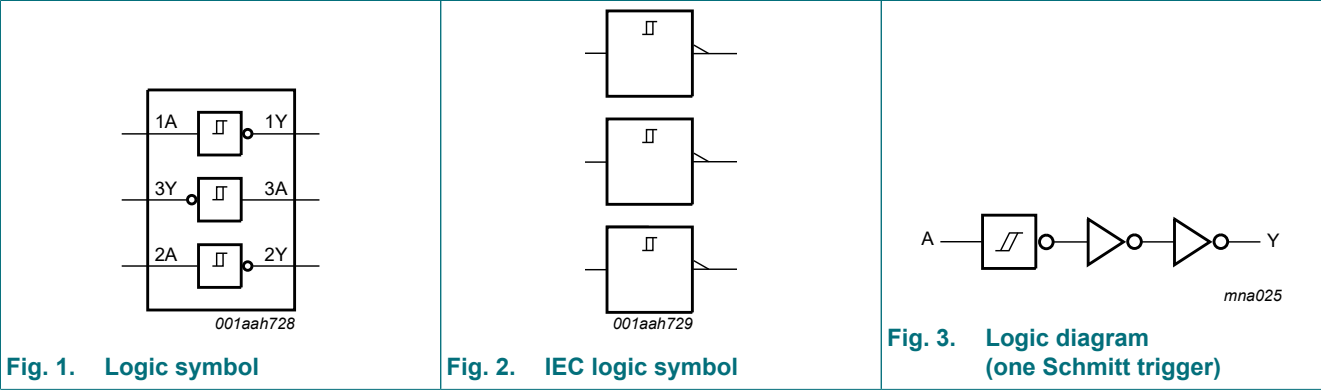 1A 1Y
3Y 3A
2A 2Y
001aah728
Fig. 1. Logic symbol
001aah729
Fig. 2. IEC logic symbol
A Y
mna025
Fig. 3. Logic diagram
(one Schmitt trigger)